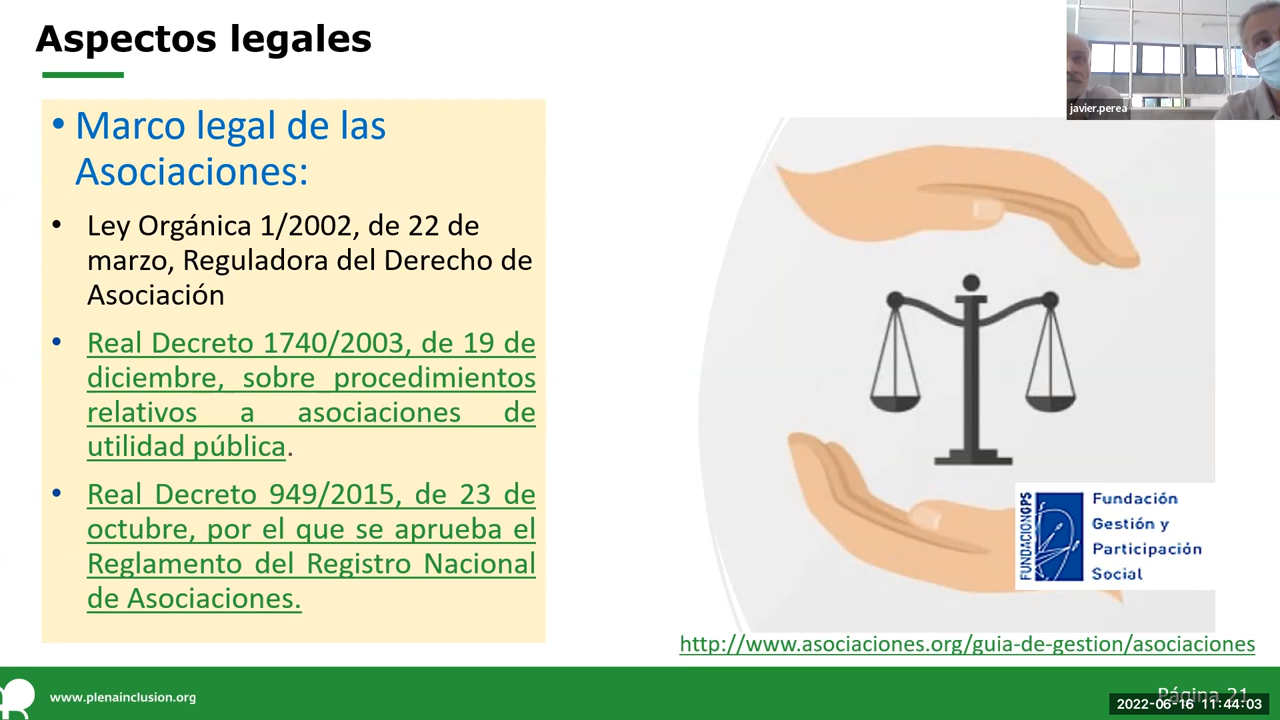 Aspectos legales
javier.perea
• Marco legal de las
Asociaciones:
• Ley Orgánica 1/2002, de 22 de
marzo, Reguladora del Derecho de
Asociación
• Real Decreto 1740/2003, de 19 de
diciembre, sobre procedimientos
relativos a asociaciones de
utilidad pública.
• Real Decreto 949/2015, de 23 de
octubre, por el que se aprueba el
Reglamento del Registro Nacional
de Asociaciones.
FUNDACIONGPS
Fundación
Gestión y
Participación
Social
http://www.asociaciones.org/guia-de-gestion/asociaciones
www.plenainclusion.org
Página 21
2022-06-16 11:44:03